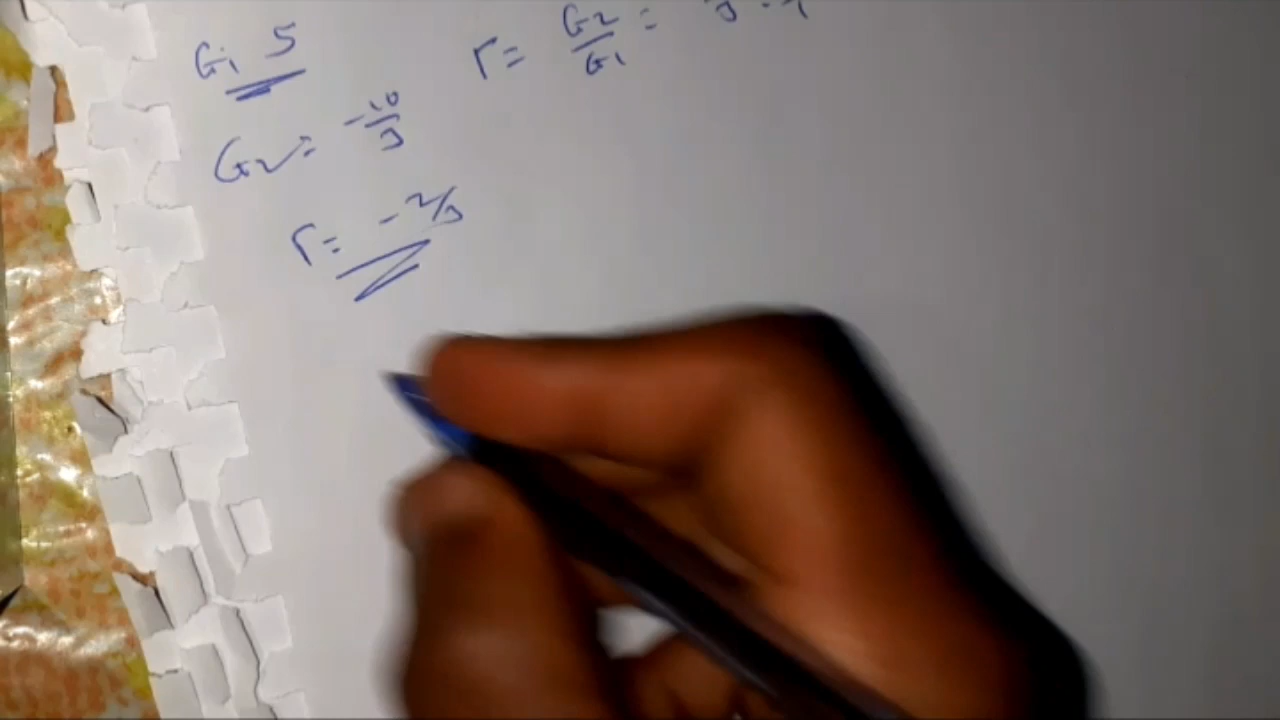 G1 5
r = G2/G1 =
G2 = -10/3
r = -2/3